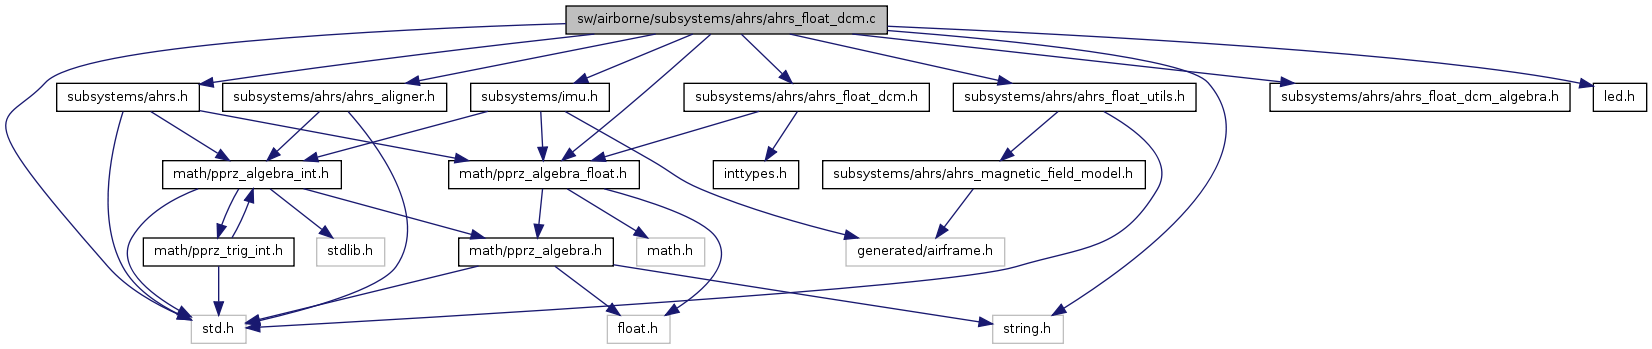 sw/airborne/subsystems/ahrs/ahrs_float_dcm.c
subsystems/ahrs.h
subsystems/ahrs/ahrs_aligner.h
subsystems/imu.h
subsystems/ahrs/ahrs_float_dcm.h
subsystems/ahrs/ahrs_float_utils.h
subsystems/ahrs/ahrs_float_dcm_algebra.h
led.h
math/pprz_algebra_int.h
math/pprz_algebra_float.h
inttypes.h
subsystems/ahrs/ahrs_magnetic_field_model.h
math/pprz_trig_int.h
stdlib.h
math/pprz_algebra.h
math.h
generated/airframe.h
std.h
float.h
string.h